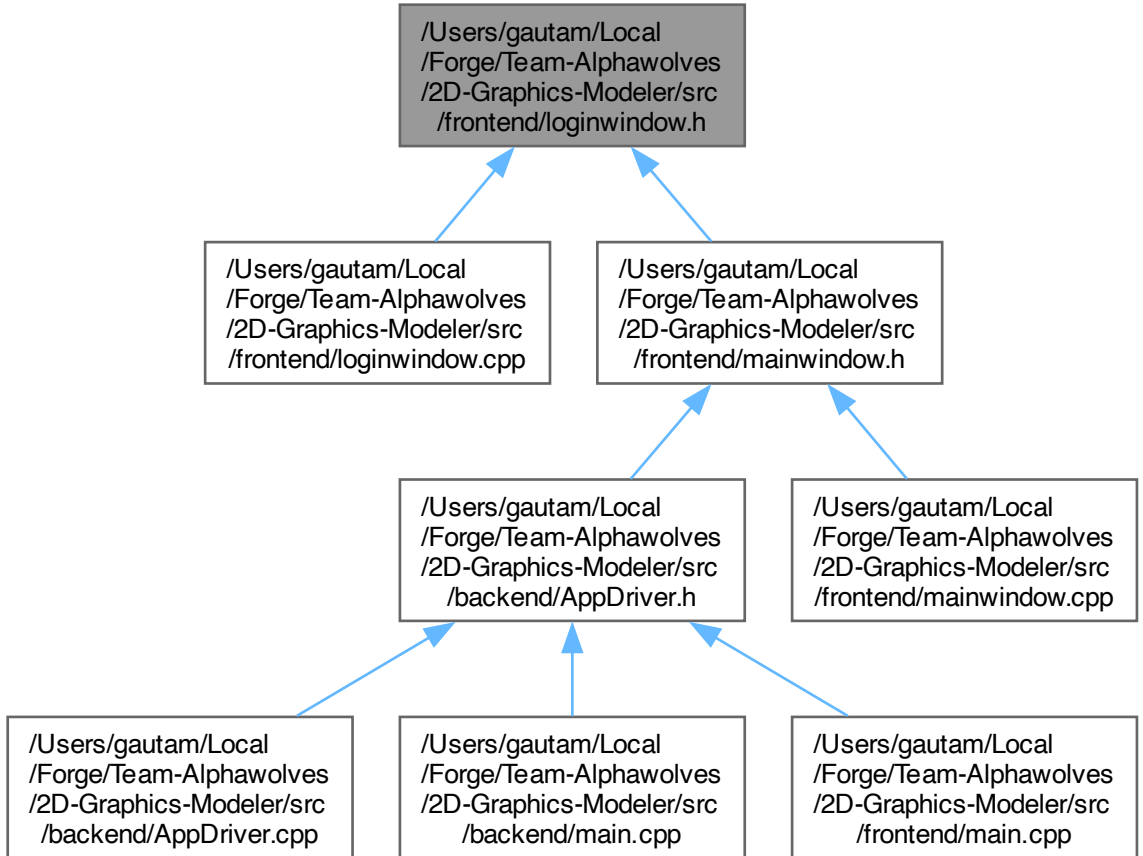 /Users/gautam/Local
/Forge/Team-Alphawolves
/2D-Graphics-Modeler/src
/frontend/loginwindow.h
/Users/gautam/Local
/Forge/Team-Alphawolves
/2D-Graphics-Modeler/src
/frontend/loginwindow.cpp
/Users/gautam/Local
/Forge/Team-Alphawolves
/2D-Graphics-Modeler/src
/frontend/mainwindow.h
/Users/gautam/Local
/Forge/Team-Alphawolves
/2D-Graphics-Modeler/src
/backend/AppDriver.h
/Users/gautam/Local
/Forge/Team-Alphawolves
/2D-Graphics-Modeler/src
/frontend/mainwindow.cpp
/Users/gautam/Local
/Forge/Team-Alphawolves
/2D-Graphics-Modeler/src
/backend/AppDriver.cpp
/Users/gautam/Local
/Forge/Team-Alphawolves
/2D-Graphics-Modeler/src
/backend/main.cpp
/Users/gautam/Local
/Forge/Team-Alphawolves
/2D-Graphics-Modeler/src
/frontend/main.cpp